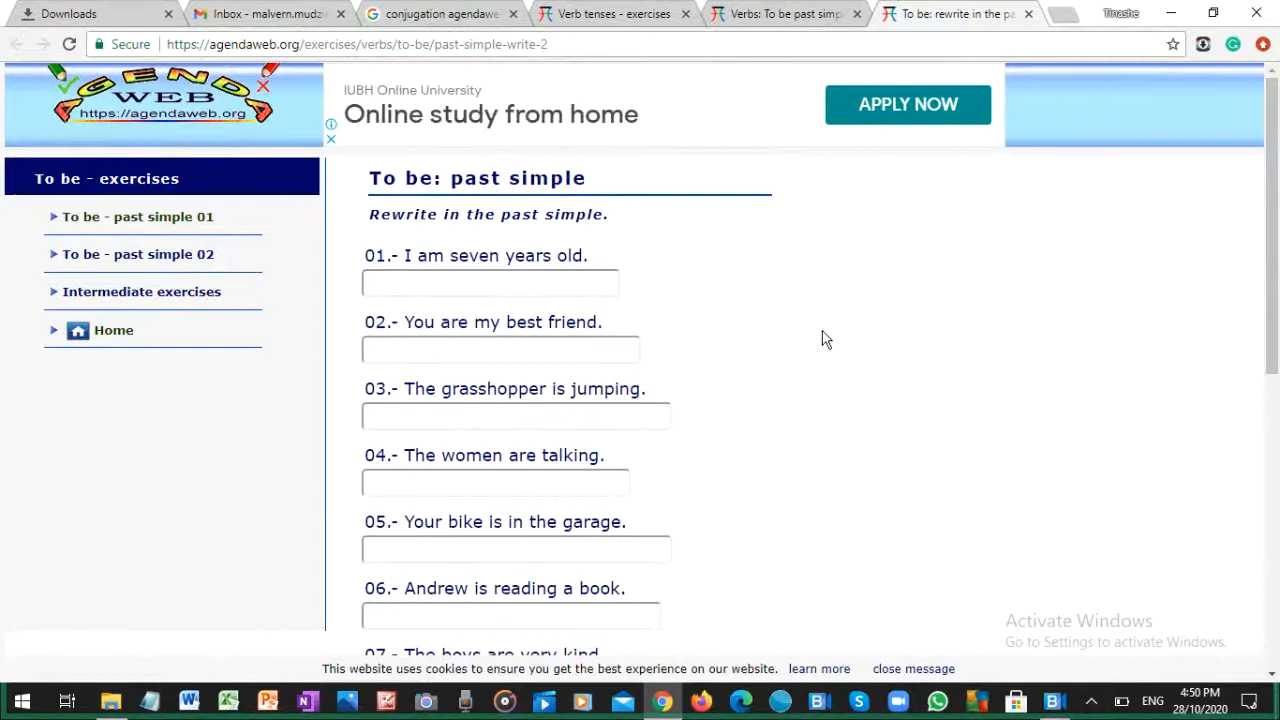 Downloads
Inbox - malvern.mudzi
conjugation agendawe
Verb tenses - exercises
Verbs: To be past simp
To be: rewrite in the pa
Tinashe
Secure
https://agendaweb.org/exercises/verbs/to-be/past-simple-write-2
AGENDA
WEB
https://agendaweb.org
IUBH Online University
Online study from home
APPLY NOW
To be - exercises
To be - past simple 01
To be - past simple 02
Intermediate exercises
Home
To be: past simple
Rewrite in the past simple.
01.- I am seven years old.
02.- You are my best friend.
03.- The grasshopper is jumping.
04.- The women are talking.
05.- Your bike is in the garage.
06.- Andrew is reading a book.
07.- The boys are very kind.
Activate Windows
Go to Settings to activate Windows.
This website uses cookies to ensure you get the best experience on our website.
learn more
close message
ENG
4:50 PM
28/10/2020